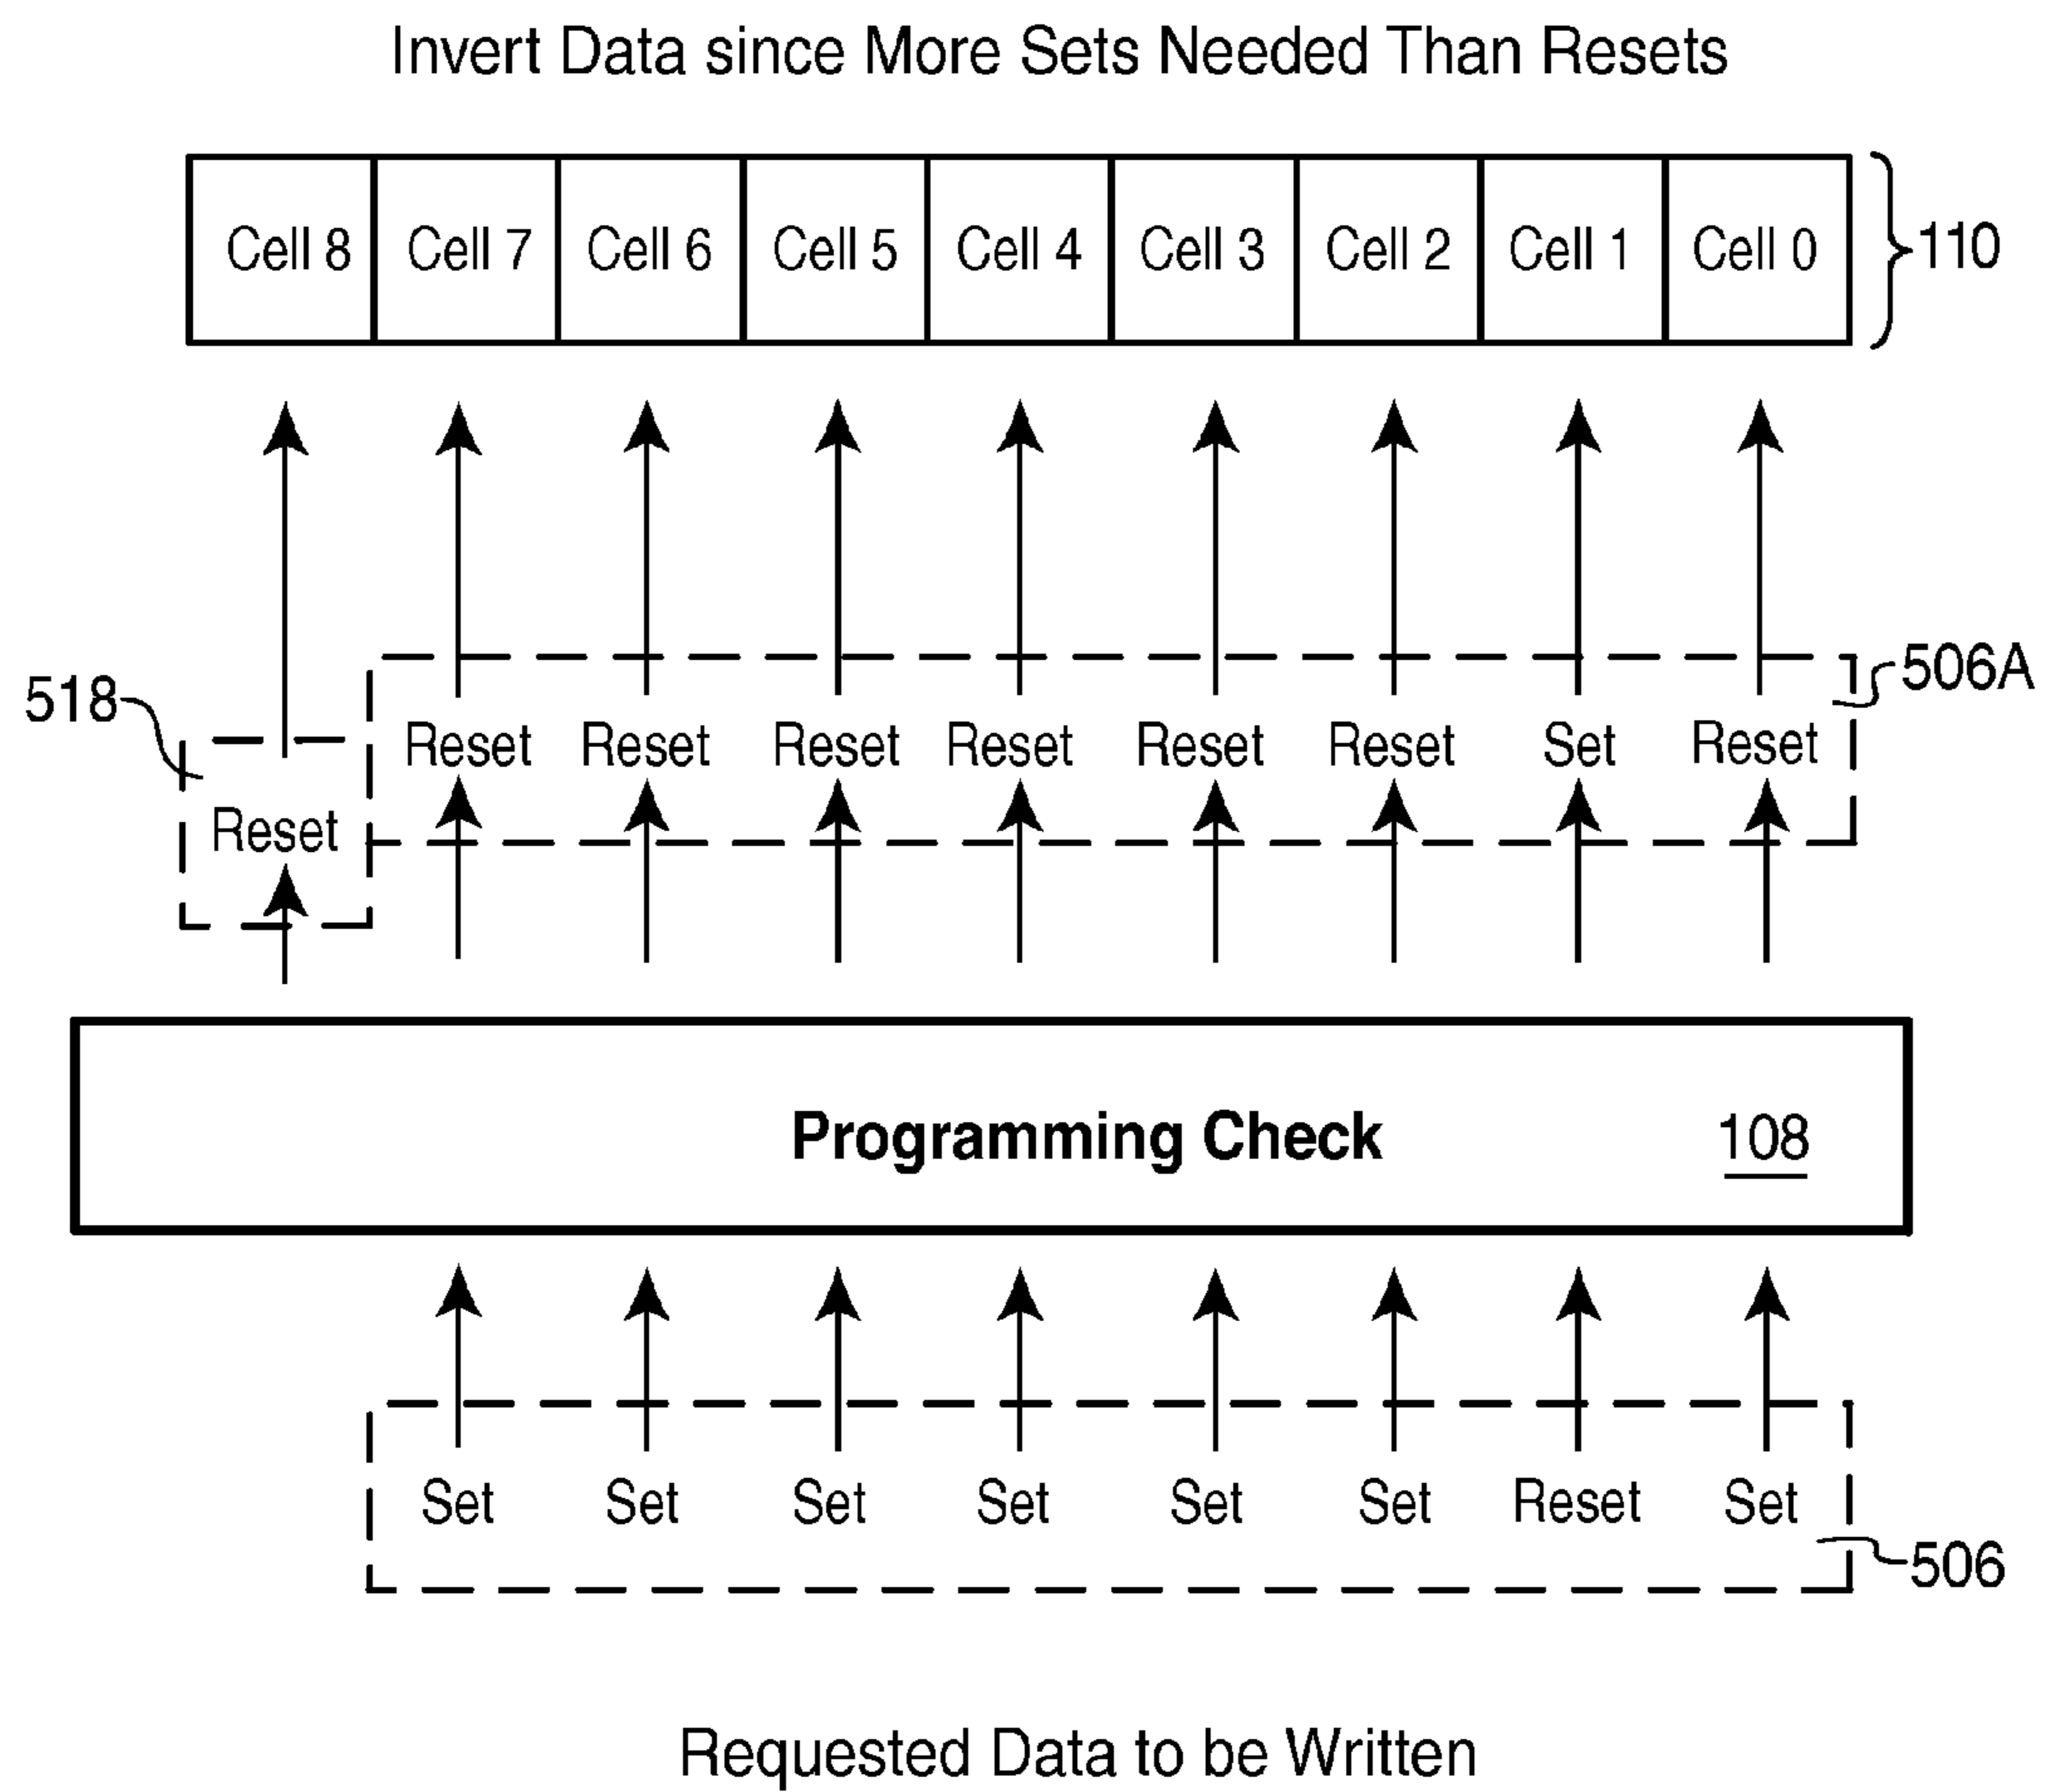 Invert Data since More Sets Needed Than Resets
Cell 8 Cell 7 Cell 6 Cell 5 Cell 4 Cell 3 Cell 2 Cell 1 Cell 0 110
506A
518
Reset Reset Reset Reset Reset Reset Set Reset
Reset
Programming Check 108
Set Set Set Set Set Set Reset Set
506
Requested Data to be Written